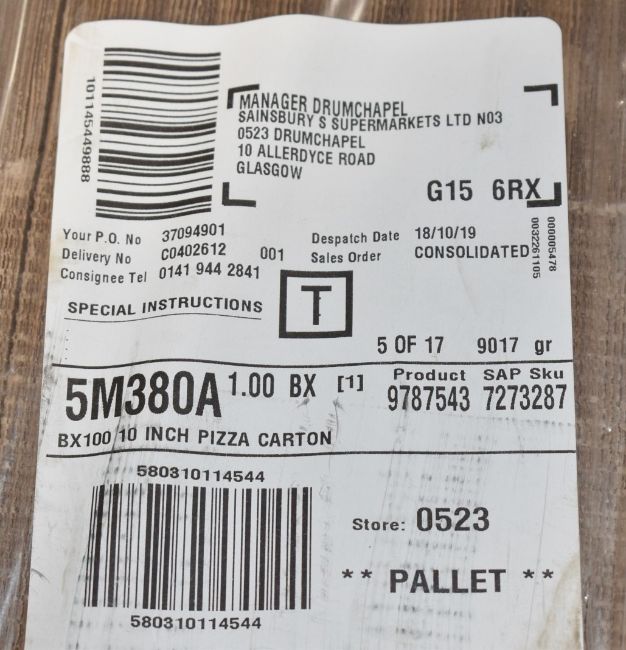 101145449888
MANAGER DRUMCHAPEL
SAINSBURY S SUPERMARKETS LTD N03
0523 DRUMCHAPEL
10 ALLERDYCE ROAD
GLASGOW
G15 6RX
Your P.O. No 37094901
Delivery No C0402612 001
Consignee Tel 0141 944 2841
Despatch Date 18/10/19
Sales Order CONSOLIDATED
000005478
0032261105
SPECIAL INSTRUCTIONS
T
5 OF 17 9017 gr
5M380A 1.00 BX [1]
Product SAP Sku
9787543 7273287
BX100 10 INCH PIZZA CARTON
580310114544
Store: 0523
** PALLET **
580310114544